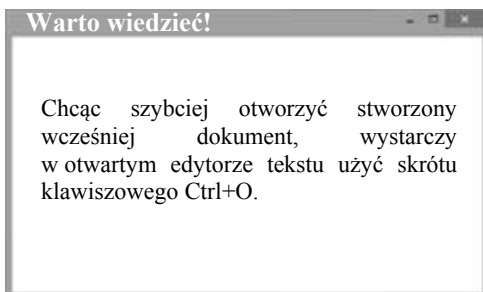 Warto wiedzieć!
Chcąc szybciej otworzyć stworzony
wcześniej dokument, wystarczy
w otwartym edytorze tekstu użyć skrótu
klawiszowego Ctrl+O.